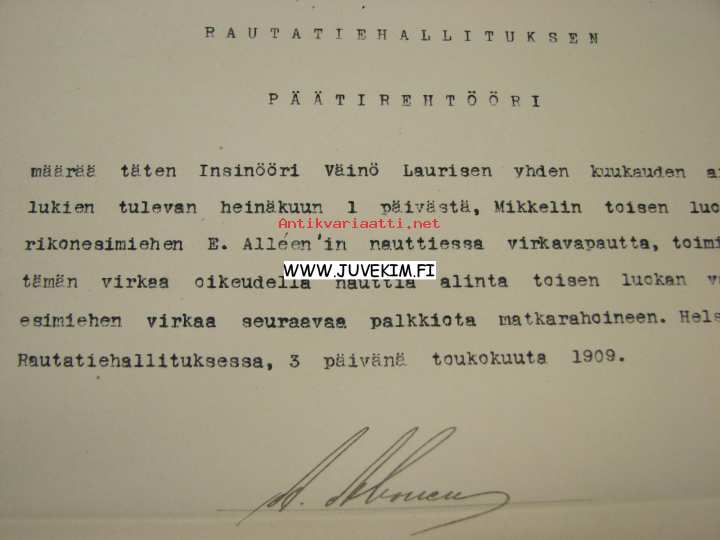 RAUTATIEHALLITUKSEN
PÄÄTIREHTÖÖRI
määrää täten Insinööri Väinö Laurisen yhden kuukauden a
lukien tulevan heinäkuun 1 päivästä, Mikkelin toisen luo
Antikvariaatti.net
rikonesimiehen E. Alléen'in nauttiessa virkavapautta, toimi
WWW.JUVEKIM.FI
tämän virkaa oikeudella nauttia alinta toisen luokan v
esimiehen virkaa seuraavaa palkkiota matkarahoineen. Hels
Rautatiehallituksessa, 3 päivänä toukokuuta 1909.